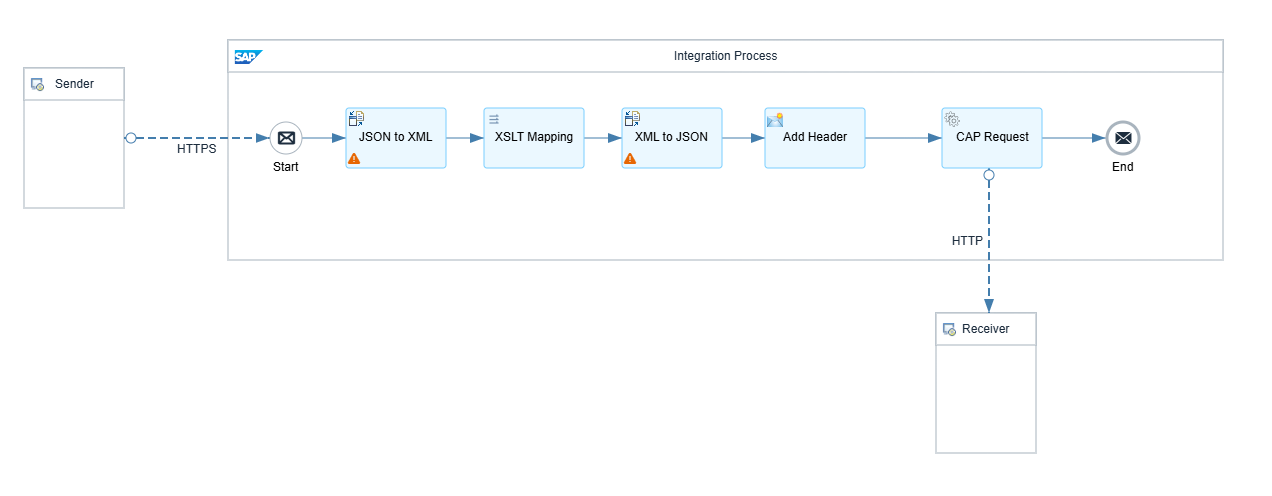 SAP
Integration Process
Sender
HTTPS
Start
JSON to XML
XSLT Mapping
XML to JSON
Add Header
CAP Request
End
HTTP
Receiver